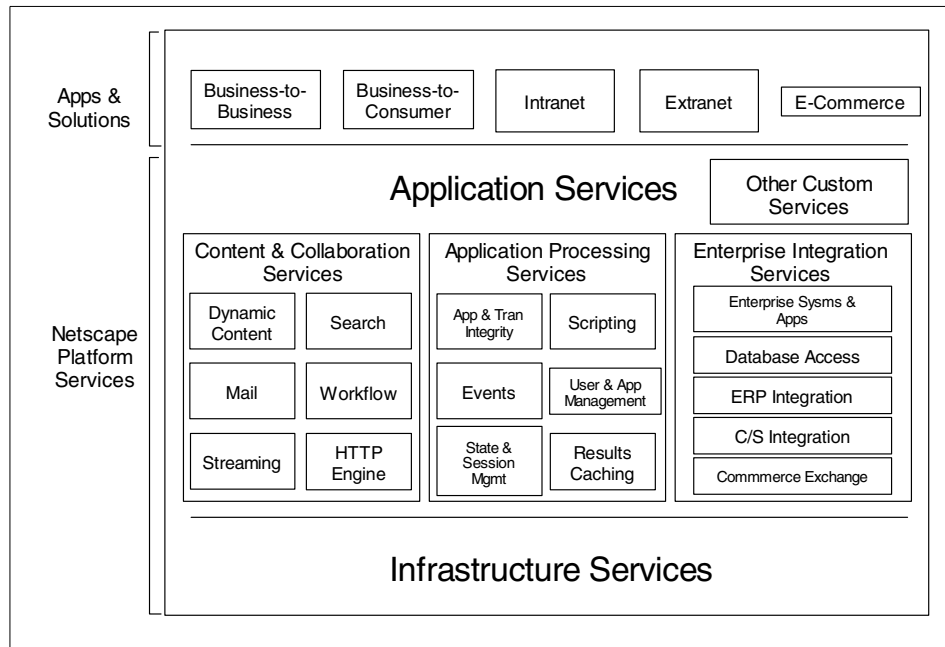 Apps &
Solutions
Business-to-
Business
Business-to-
Consumer
Intranet
Extranet
E-Commerce
Netscape
Platform
Services
Application Services
Other Custom
Services
Content & Collaboration
Services
Dynamic
Content
Search
Mail
Workflow
Streaming
HTTP
Engine
Application Processing
Services
App & Tran
Integrity
Scripting
Events
User & App
Management
State &
Session
Mgmt
Results
Caching
Enterprise Integration
Services
Enterprise Sysms &
Apps
Database Access
ERP Integration
C/S Integration
Commmerce Exchange
Infrastructure Services